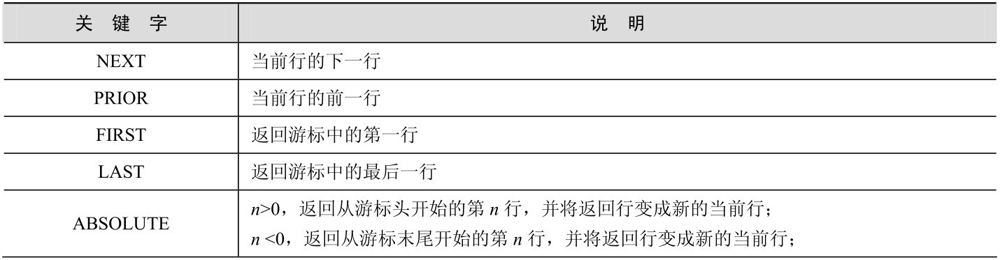 关 键 字 说 明
NEXT 当前行的下一行
PRIOR 当前行的前一行
FIRST 返回游标中的第一行
LAST 返回游标中的最后一行
ABSOLUTE
n>0，返回从游标头开始的第 n 行，并将返回行变成新的当前行；
n <0，返回从游标末尾开始的第 n 行，并将返回行变成新的当前行；